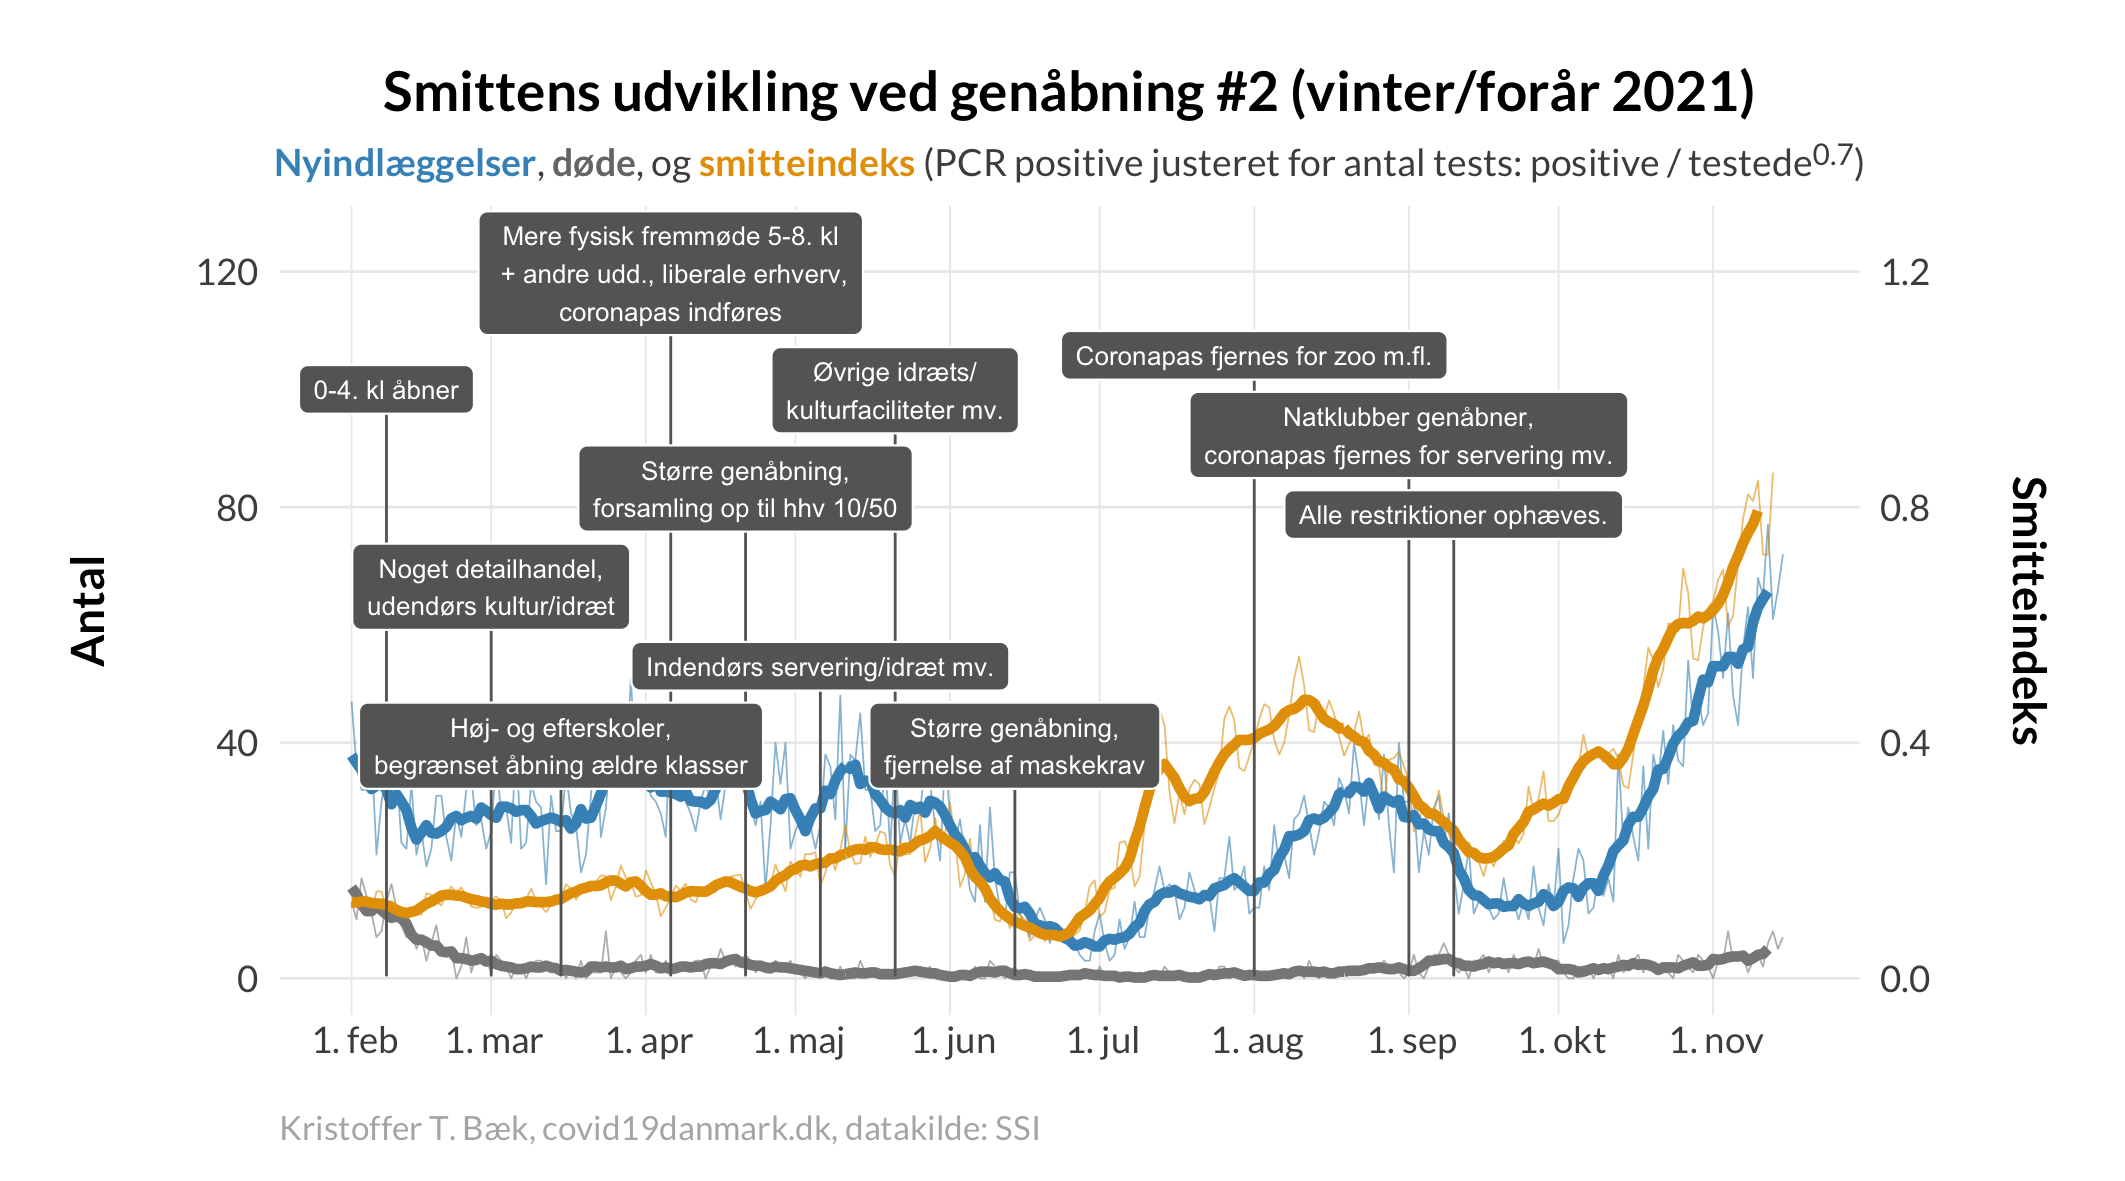 Smittens udvikling ved genåbning #2 (vinter/forår 2021)
Nyindlæggelser, døde, og smitteindeks (PCR positive justeret for antal tests: positive / testede^0.7)
Mere fysisk fremmøde 5-8. kl
+ andre udd., liberale erhverv,
coronapas indføres
120
1.2
Coronapas fjernes for zoo m.fl.
Øvrige idræts/
kulturfaciliteter mv.
0-4. kl åbner
Natklubber genåbner,
coronapas fjernes for servering mv.
Større genåbning,
forsamling op til hhv 10/50
80
0.8
Alle restriktioner ophæves.
Noget detailhandel,
udendørs kultur/idræt
Antal
Smitteindeks
Indendørs servering/idræt mv.
Høj- og efterskoler,
begrænset åbning ældre klasser
Større genåbning,
fjernelse af maskekrav
40
0.4
0
0.0
1. feb
1. mar
1. apr
1. maj
1. jun
1. jul
1. aug
1. sep
1. okt
1. nov
Kristoffer T. Bæk, covid19danmark.dk, datakilde: SSI